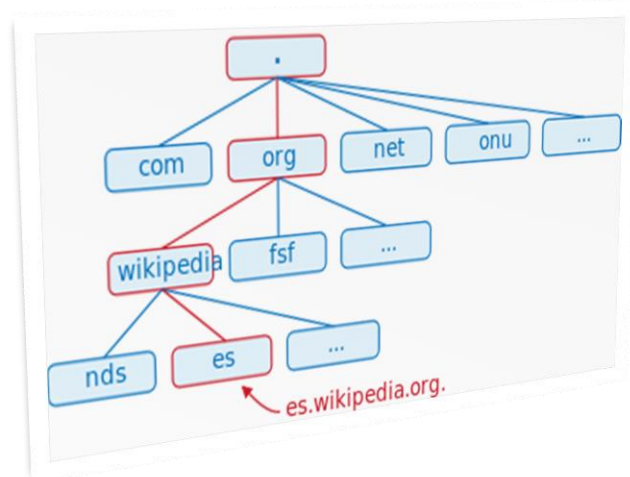 .
com
org
net
onu
...
wikipedia
fsf
...
nds
es
...
es.wikipedia.org.